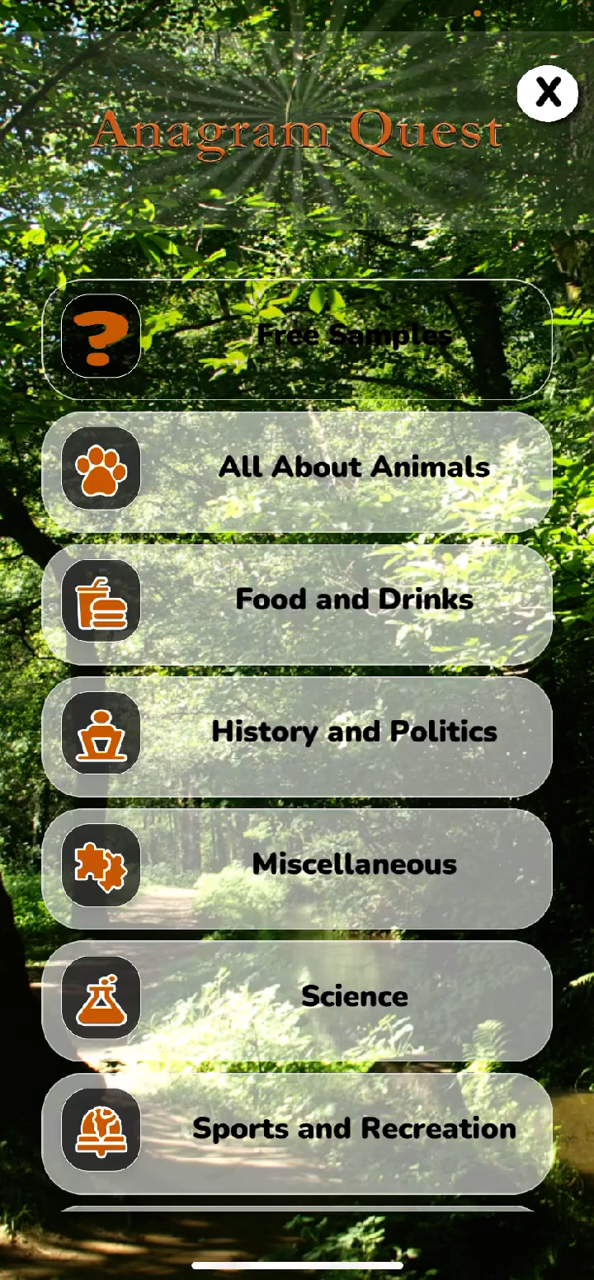 X
Anagram Quest
Free Samples
All About Animals
Food and Drinks
History and Politics
Miscellaneous
Science
Sports and Recreation